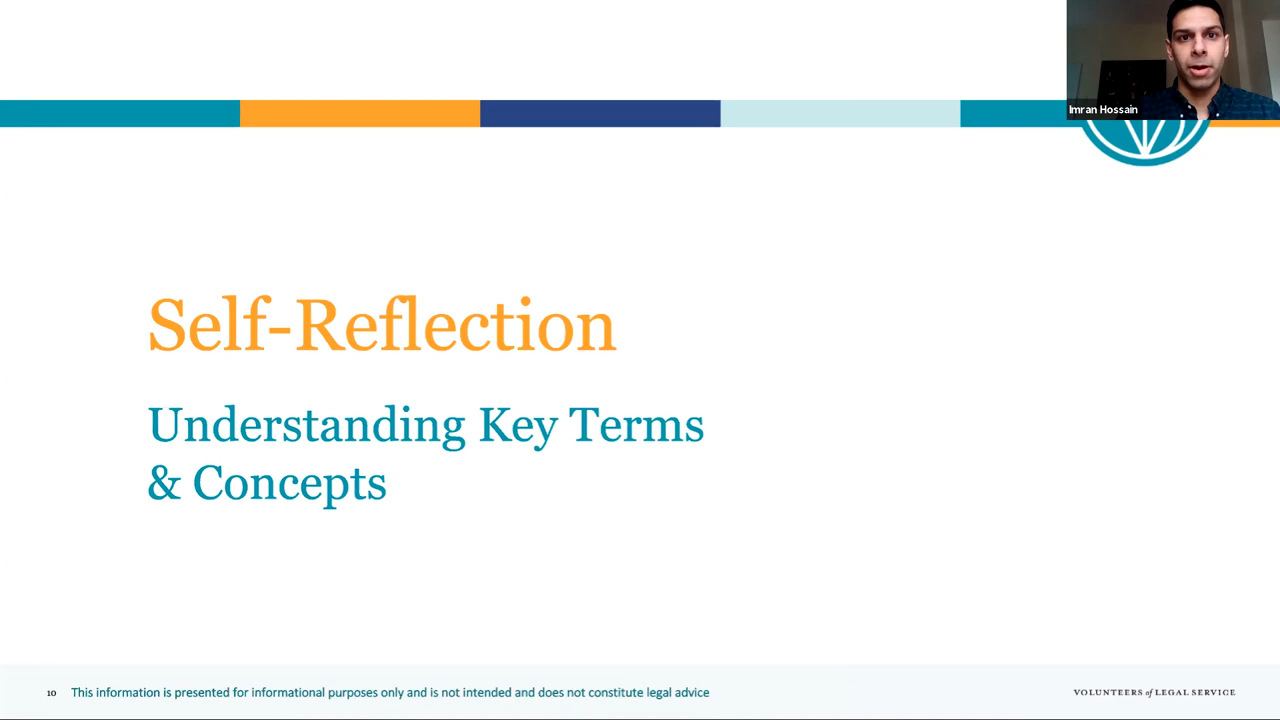 Imran Hossain
Self-Reflection
Understanding Key Terms
& Concepts
10 This information is presented for informational purposes only and is not intended and does not constitute legal advice
VOLUNTEERS of LEGAL SERVICE